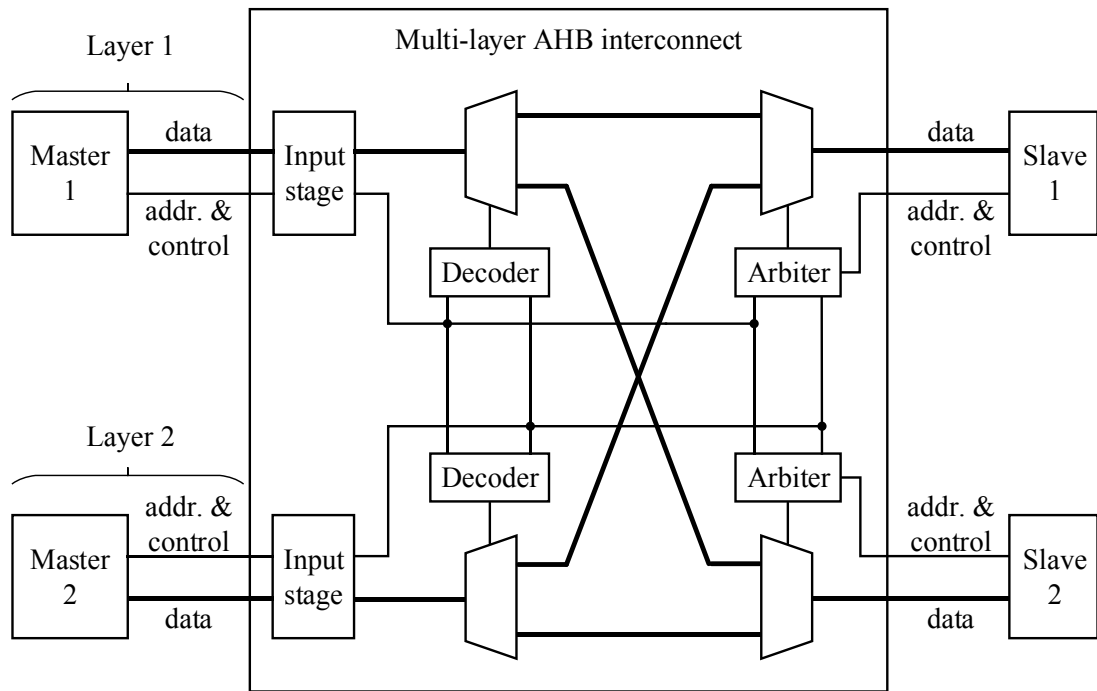 Multi-layer AHB interconnect
Layer 1
Master
1
data
addr. &
control
Input
stage
Decoder
Arbiter
data
addr. &
control
Slave
1
Layer 2
Master
2
addr. &
control
data
Input
stage
Decoder
Arbiter
addr. &
control
data
Slave
2